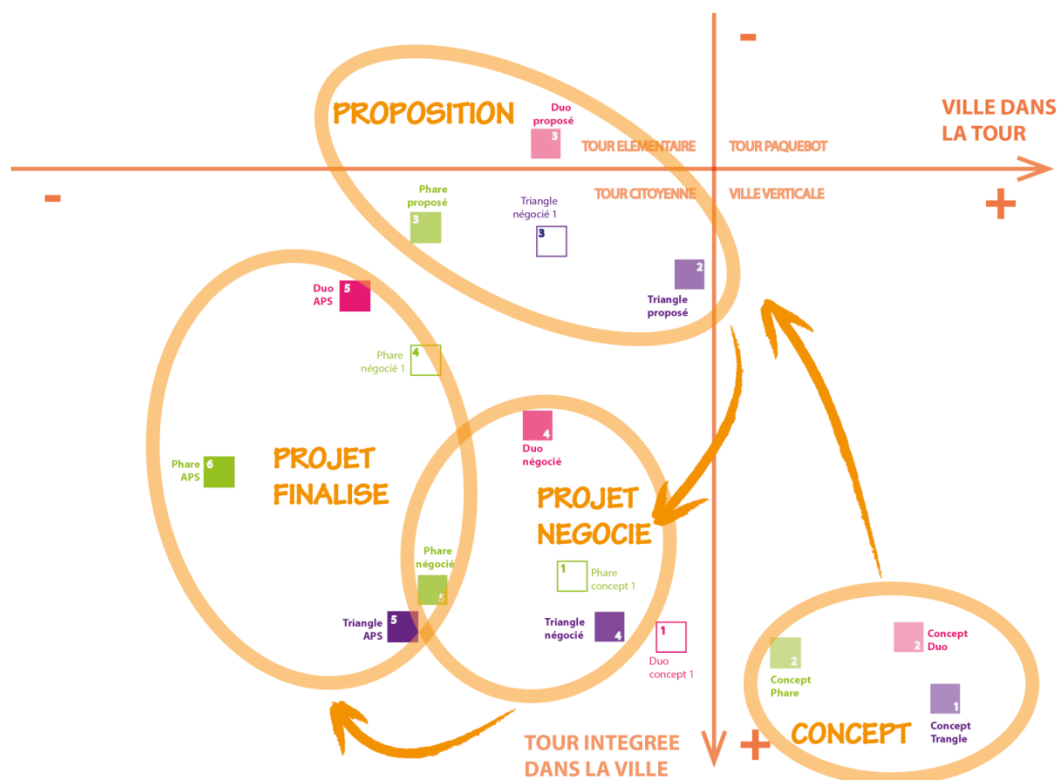 -
VILLE DANS
LA TOUR
PROPOSITION
Duo
proposé
3
TOUR ELEMENTAIRE
TOUR PAQUEBOT
-
TOUR CITOYENNE
VILLE VERTICALE
+
Phare
proposé
3
Triangle
négocié 1
3
2
Triangle
proposé
Duo
APS
5
Phare
négocié 1
4
4
Duo
négocié
Phare
APS
6
PROJET
FINALISE
PROJET
NEGOCIE
Phare
négocié
5
1
Phare
concept 1
Triangle
APS
5
Triangle
négocié
4
1
Duo
concept 1
2
Concept
Phare
2
Concept
Duo
1
Concept
Trangle
CONCEPT
TOUR INTEGREE
DANS LA VILLE
+